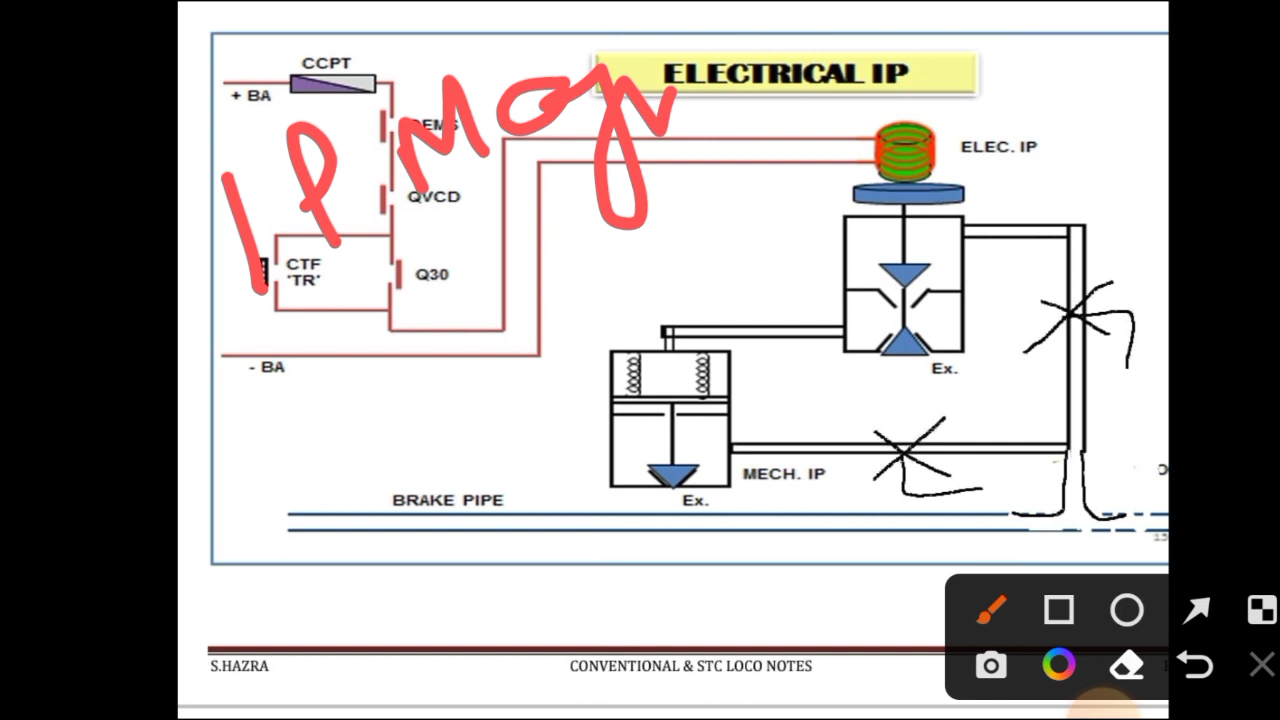 CCPT
ELECTRICAL IP
+ BA
ELEC. IP
IP Mag
QVCD
CTF
'TR'
Q30
- BA
Ex.
MECH. IP
BRAKE PIPE
Ex.
S.HAZRA
CONVENTIONAL & STC LOCO NOTES